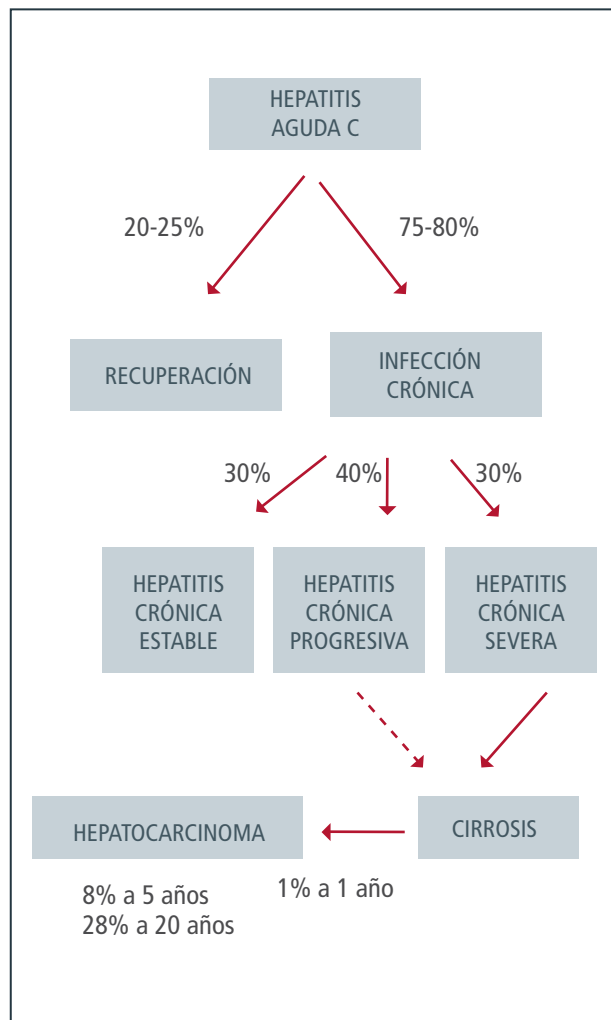 HEPATITIS
AGUDA C
20-25%
75-80%
RECUPERACIÓN
INFECCIÓN
CRÓNICA
30%
40%
30%
HEPATITIS
CRÓNICA
ESTABLE
HEPATITIS
CRÓNICA
PROGRESIVA
HEPATITIS
CRÓNICA
SEVERA
HEPATOCARCINOMA
CIRROSIS
8% a 5 años
28% a 20 años
1% a 1 año